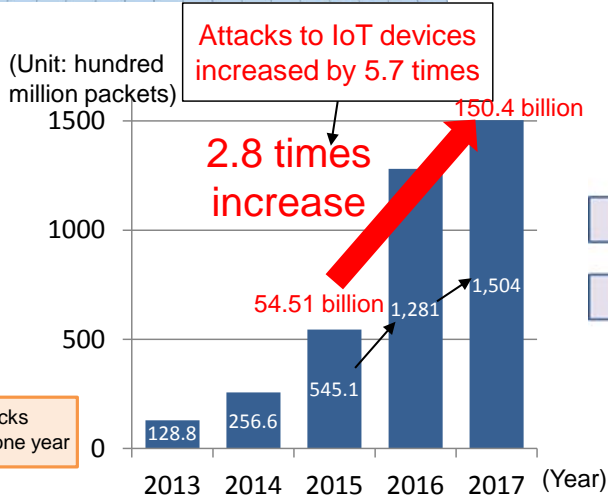 Attacks to IoT devices
increased by 5.7 times
(Unit: hundred
million packets)
150.4 billion
1500
2.8 times
increase
1000
54.51 billion
1,281
1,504
500
545.1
256.6
128.8
cks
one year
0
2013 2014 2015 2016 2017 (Year)